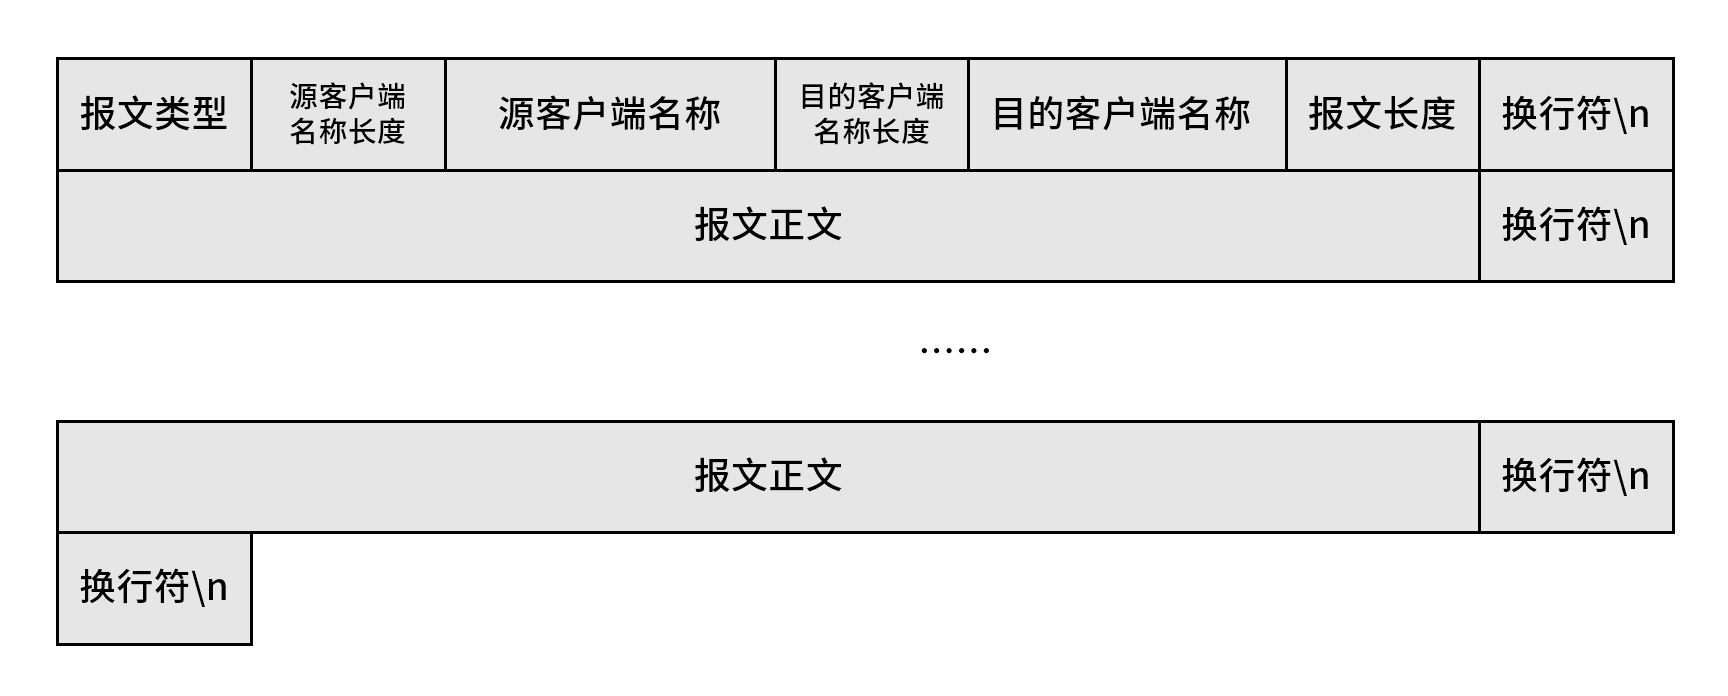 报文类型
源客户端
名称长度
源客户端名称
目的客户端
名称长度
目的客户端名称
报文长度
换行符\n
报文正文
换行符\n
......
报文正文
换行符\n
换行符\n